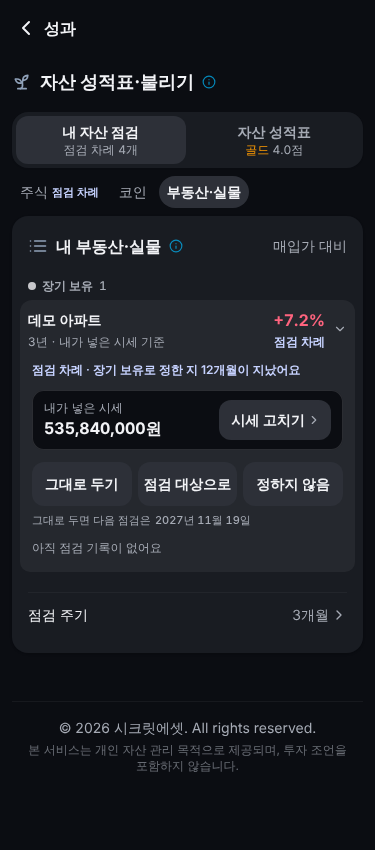 성과
자산 성적표·불리기
내 자산 점검
점검 차례 4개
자산 성적표
골드 4.0점
주식 점검 차례
코인
부동산·실물
내 부동산·실물
매입가 대비
장기 보유 1
데모 아파트
+7.2%
3년 · 내가 넣은 시세 기준
점검 차례
점검 차례 · 장기 보유로 정한 지 12개월이 지났어요
내가 넣은 시세
535,840,000원
시세 고치기
그대로 두기
점검 대상으로
정하지 않음
그대로 두면 다음 점검은 2027년 11월 19일
아직 점검 기록이 없어요
점검 주기
3개월
© 2026 시크릿에셋. All rights reserved.
본 서비스는 개인 자산 관리 목적으로 제공되며, 투자 조언을
포함하지 않습니다.